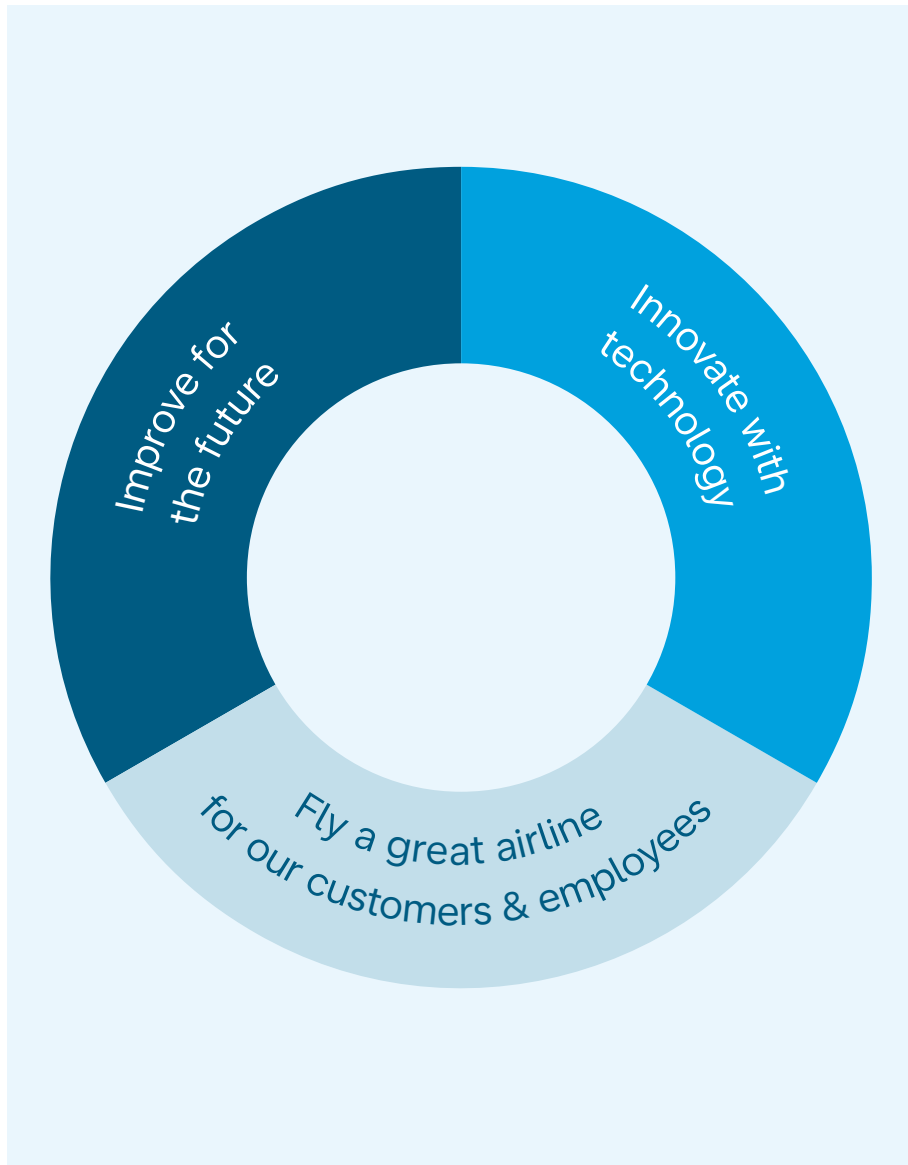 Improve for
the future
Innovate with
technology
Fly a great airline
for our customers & employees